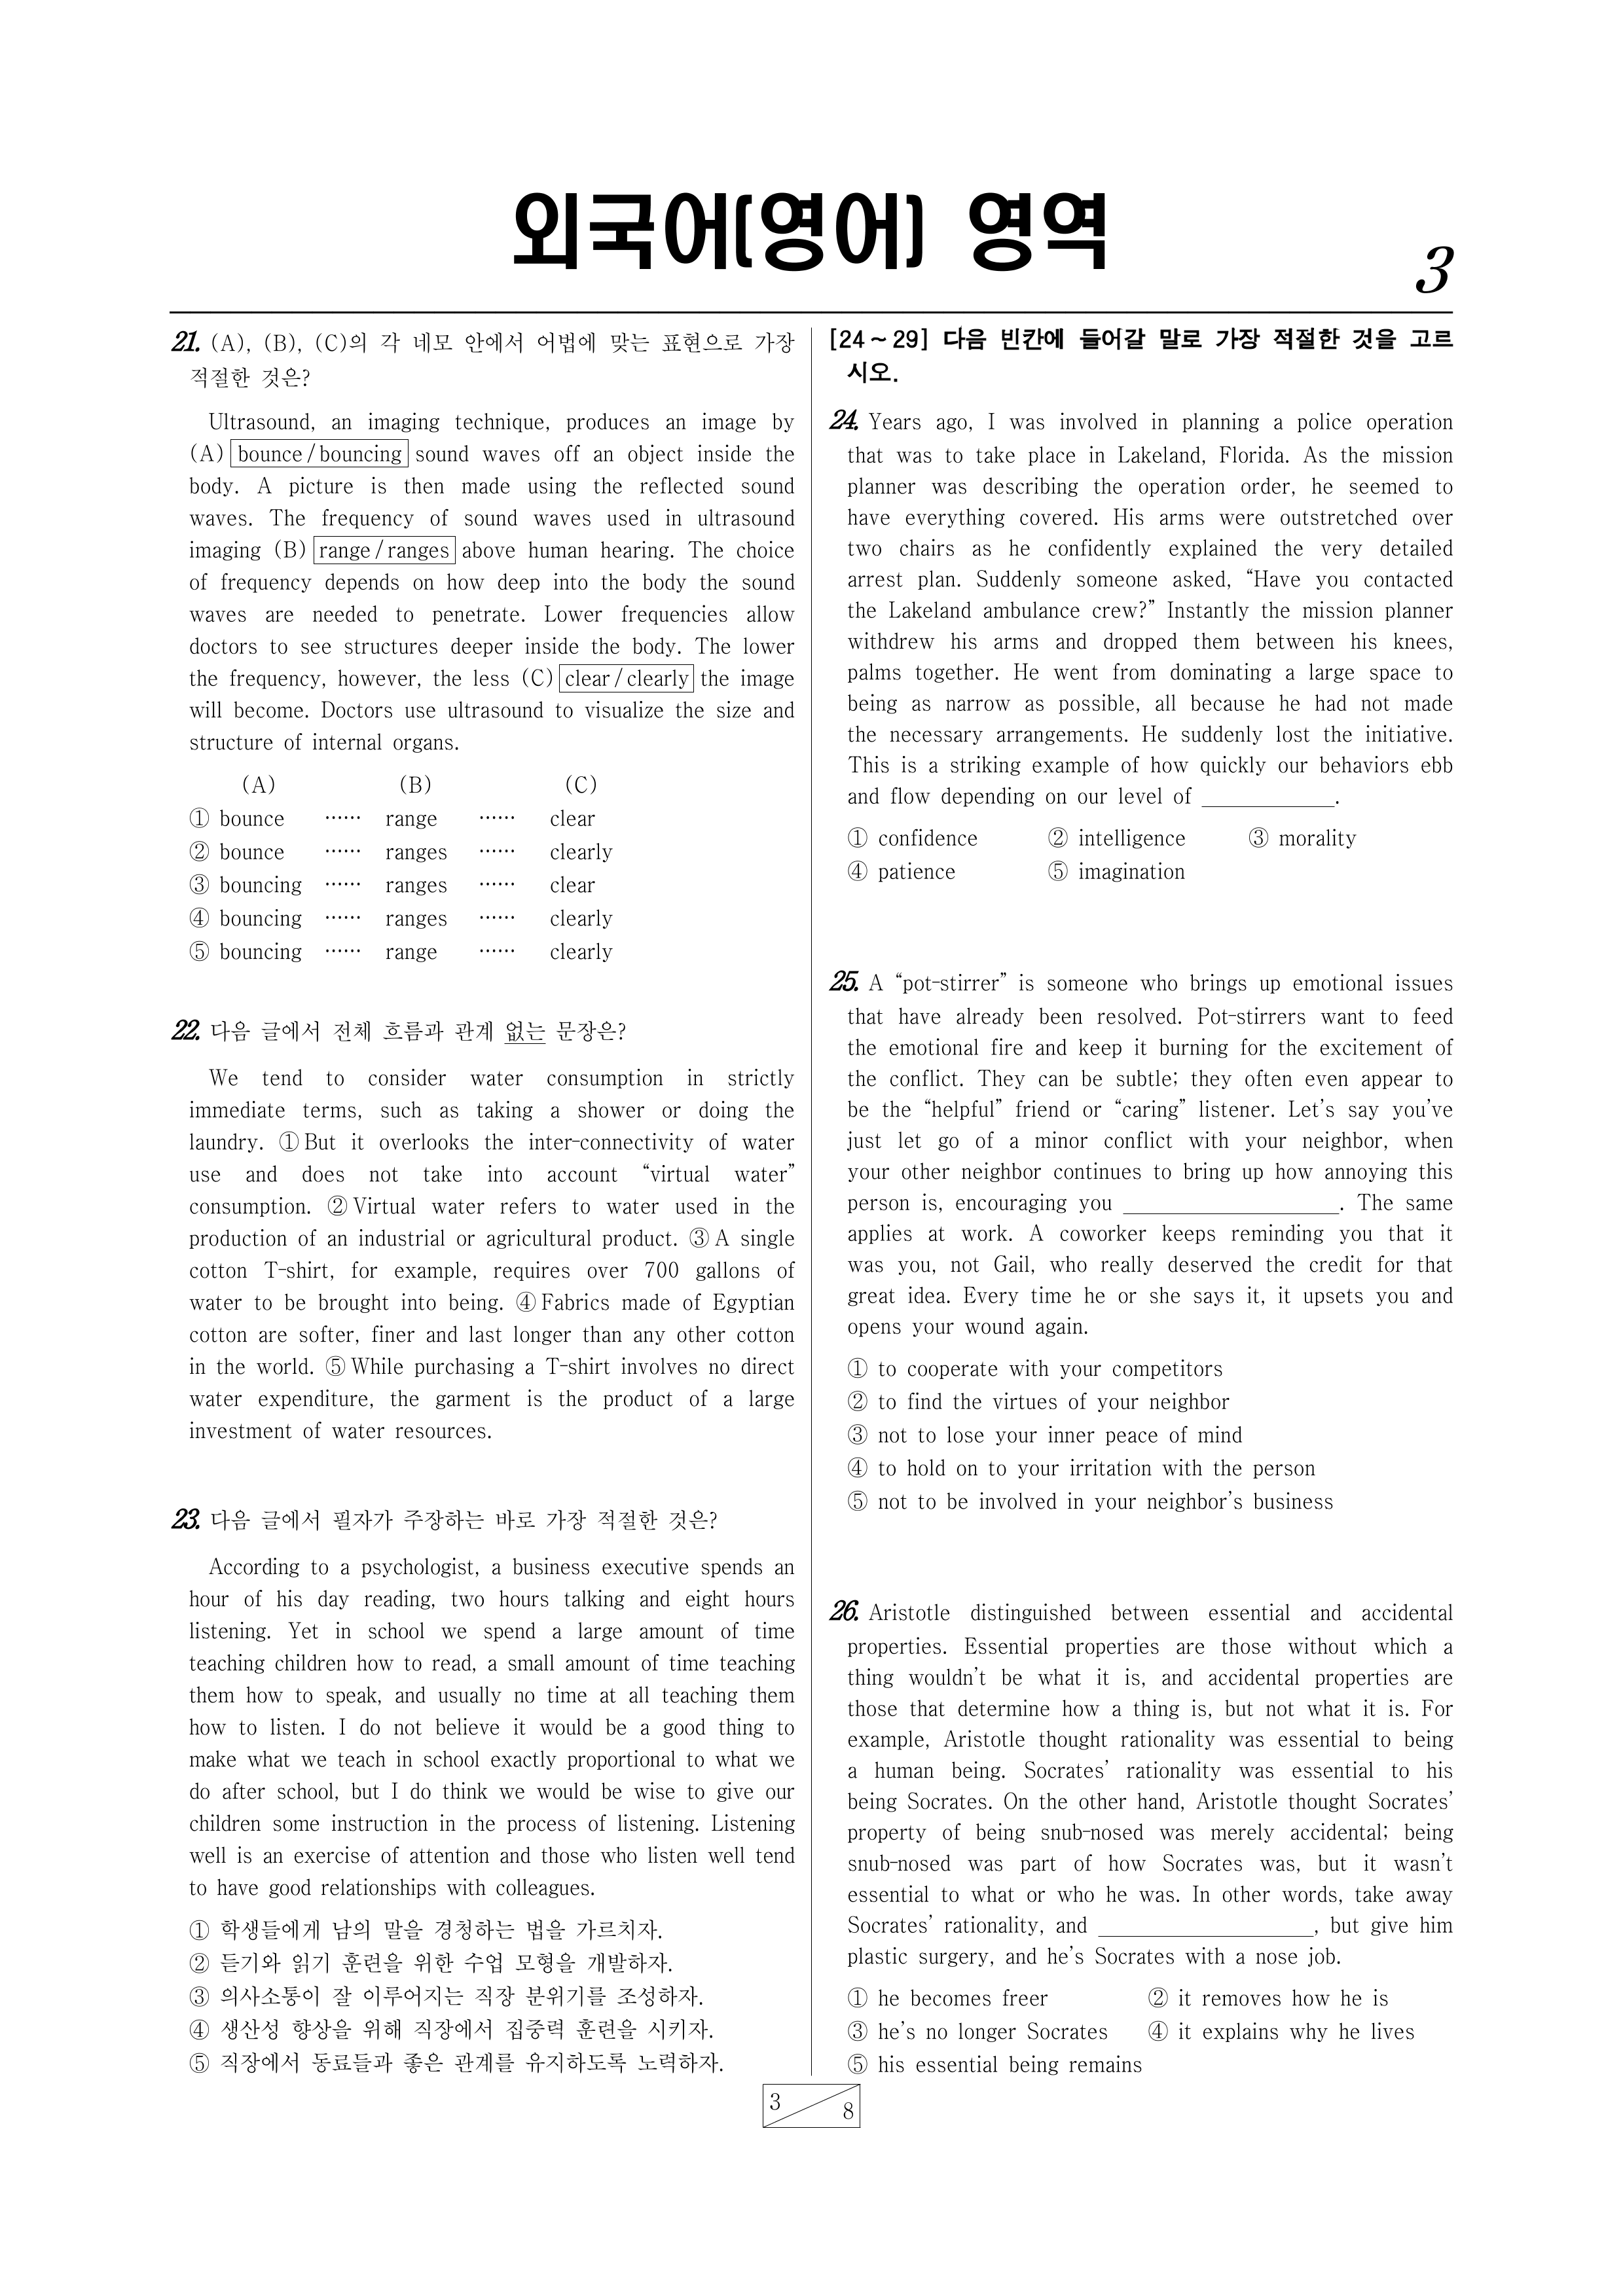 외국어(영어) 영역
3
21. (A), (B), (C)의 각 네모 안에서 어법에 맞는 표현으로 가장
적절한 것은?
Ultrasound, an imaging technique, produces an image by
(A) bounce / bouncing sound waves off an object inside the
body. A picture is then made using the reflected sound
waves. The frequency of sound waves used in ultrasound
imaging (B) range / ranges above human hearing. The choice
of frequency depends on how deep into the body the sound
waves are needed to penetrate. Lower frequencies allow
doctors to see structures deeper inside the body. The lower
the frequency, however, the less (C) clear / clearly the image
will become. Doctors use ultrasound to visualize the size and
structure of internal organs.
(A) (B) (C)
① bounce ······ range ······ clear
② bounce ······ ranges ······ clearly
③ bouncing ······ ranges ······ clear
④ bouncing ······ ranges ······ clearly
⑤ bouncing ······ range ······ clearly
22. 다음 글에서 전체 흐름과 관계 없는 문장은?
We tend to consider water consumption in strictly
immediate terms, such as taking a shower or doing the
laundry. ① But it overlooks the inter-connectivity of water
use and does not take into account “virtual water”
consumption. ② Virtual water refers to water used in the
production of an industrial or agricultural product. ③ A single
cotton T-shirt, for example, requires over 700 gallons of
water to be brought into being. ④ Fabrics made of Egyptian
cotton are softer, finer and last longer than any other cotton
in the world. ⑤ While purchasing a T-shirt involves no direct
water expenditure, the garment is the product of a large
investment of water resources.
23. 다음 글에서 필자가 주장하는 바로 가장 적절한 것은?
According to a psychologist, a business executive spends an
hour of his day reading, two hours talking and eight hours
listening. Yet in school we spend a large amount of time
teaching children how to read, a small amount of time teaching
them how to speak, and usually no time at all teaching them
how to listen. I do not believe it would be a good thing to
make what we teach in school exactly proportional to what we
do after school, but I do think we would be wise to give our
children some instruction in the process of listening. Listening
well is an exercise of attention and those who listen well tend
to have good relationships with colleagues.
① 학생들에게 남의 말을 경청하는 법을 가르치자.
② 듣기와 읽기 훈련을 위한 수업 모형을 개발하자.
③ 의사소통이 잘 이루어지는 직장 분위기를 조성하자.
④ 생산성 향상을 위해 직장에서 집중력 훈련을 시키자.
⑤ 직장에서 동료들과 좋은 관계를 유지하도록 노력하자.
[24~29] 다음 빈칸에 들어갈 말로 가장 적절한 것을 고르
시오.
24. Years ago, I was involved in planning a police operation
that was to take place in Lakeland, Florida. As the mission
planner was describing the operation order, he seemed to
have everything covered. His arms were outstretched over
two chairs as he confidently explained the very detailed
arrest plan. Suddenly someone asked, “Have you contacted
the Lakeland ambulance crew?” Instantly the mission planner
withdrew his arms and dropped them between his knees,
palms together. He went from dominating a large space to
being as narrow as possible, all because he had not made
the necessary arrangements. He suddenly lost the initiative.
This is a striking example of how quickly our behaviors ebb
and flow depending on our level of ____________.
① confidence ② intelligence ③ morality
④ patience ⑤ imagination
25. A “pot-stirrer” is someone who brings up emotional issues
that have already been resolved. Pot-stirrers want to feed
the emotional fire and keep it burning for the excitement of
the conflict. They can be subtle; they often even appear to
be the “helpful” friend or “caring” listener. Let’s say you’ve
just let go of a minor conflict with your neighbor, when
your other neighbor continues to bring up how annoying this
person is, encouraging you ____________________. The same
applies at work. A coworker keeps reminding you that it
was you, not Gail, who really deserved the credit for that
great idea. Every time he or she says it, it upsets you and
opens your wound again.
① to cooperate with your competitors
② to find the virtues of your neighbor
③ not to lose your inner peace of mind
④ to hold on to your irritation with the person
⑤ not to be involved in your neighbor’s business
26. Aristotle distinguished between essential and accidental
properties. Essential properties are those without which a
thing wouldn’t be what it is, and accidental properties are
those that determine how a thing is, but not what it is. For
example, Aristotle thought rationality was essential to being
a human being. Socrates’ rationality was essential to his
being Socrates. On the other hand, Aristotle thought Socrates’
property of being snub-nosed was merely accidental; being
snub-nosed was part of how Socrates was, but it wasn’t
essential to what or who he was. In other words, take away
Socrates’ rationality, and ____________________, but give him
plastic surgery, and he’s Socrates with a nose job.
① he becomes freer ② it removes how he is
③ he’s no longer Socrates ④ it explains why he lives
⑤ his essential being remains
3 8